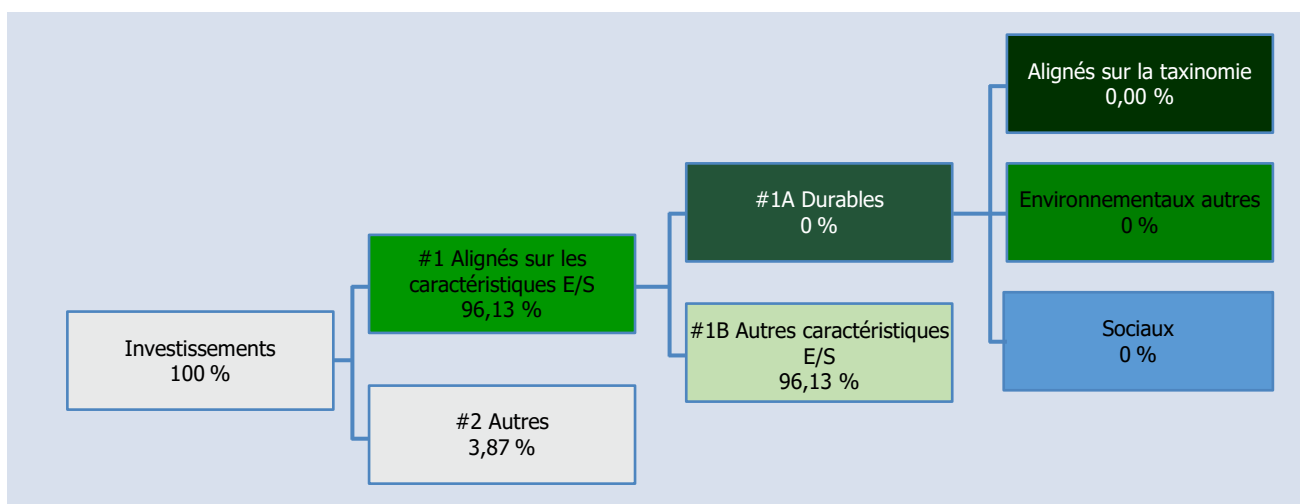 Investissements
100 %
#1 Alignés sur les
caractéristiques E/S
96,13 %
#2 Autres
3,87 %
#1A Durables
0 %
#1B Autres caractéristiques
E/S
96,13 %
Alignés sur la taxinomie
0,00 %
Environnementaux autres
0 %
Sociaux
0 %